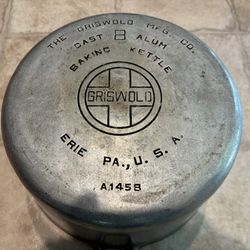 THE GRISWOLD MFG. CO.
CAST 8 ALUM
BAKING KETTLE
GRISWOLD
ERIE PA., U. S. A.
A1458